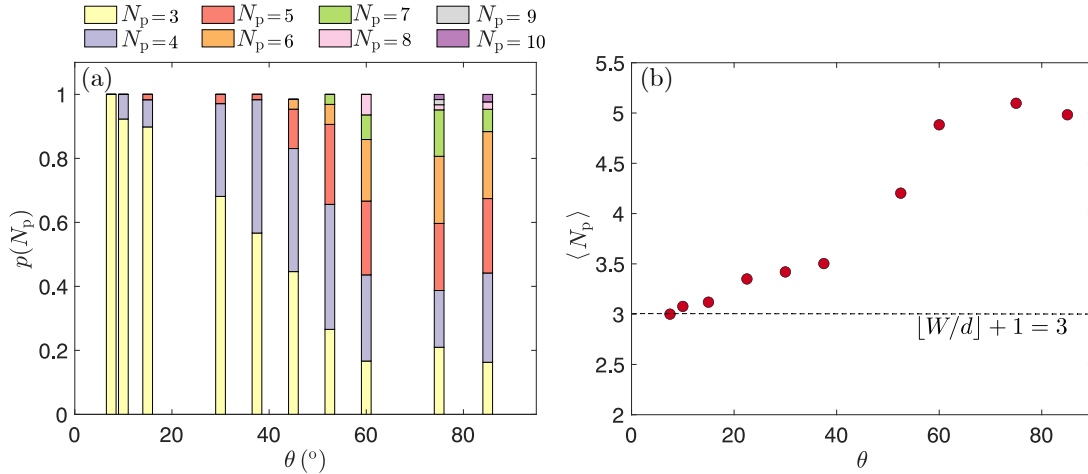 N_p = 3 N_p = 5 N_p = 7 N_p = 9
N_p = 4 N_p = 6 N_p = 8 N_p = 10
(a)
1
0.8
0.6
0.4
0.2
0
p(N_p)
0 20 40 60 80
θ (°)
(b)
5.5
5
4.5
4
3.5
3
2.5
2
⟨N_p⟩
⌊W/d⌋ + 1 = 3
0 20 40 60 80
θ